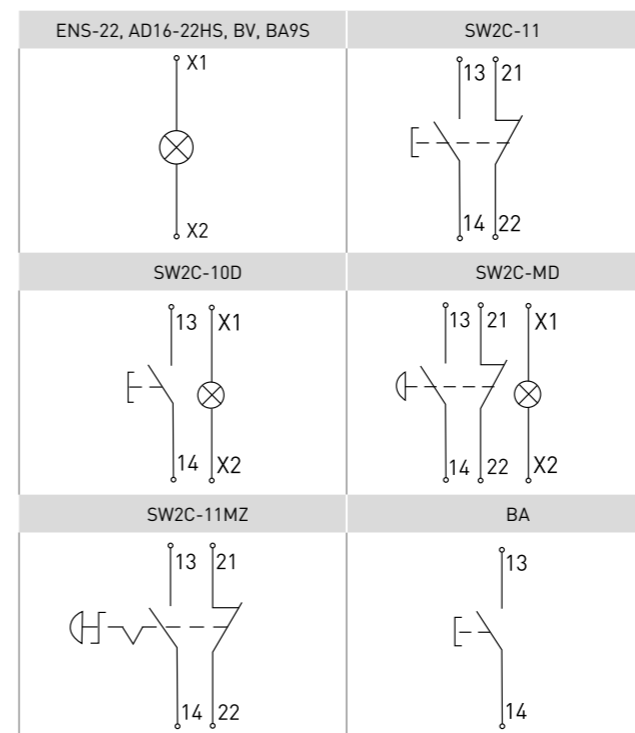 ENS-22, AD16-22HS, BV, BA9S
SW2C-11
X1
X2
13 21
14 22
SW2C-10D
SW2C-MD
13 X1
14 X2
13 21 X1
14 22 X2
SW2C-11MZ
BA
13 21
14 22
13
14